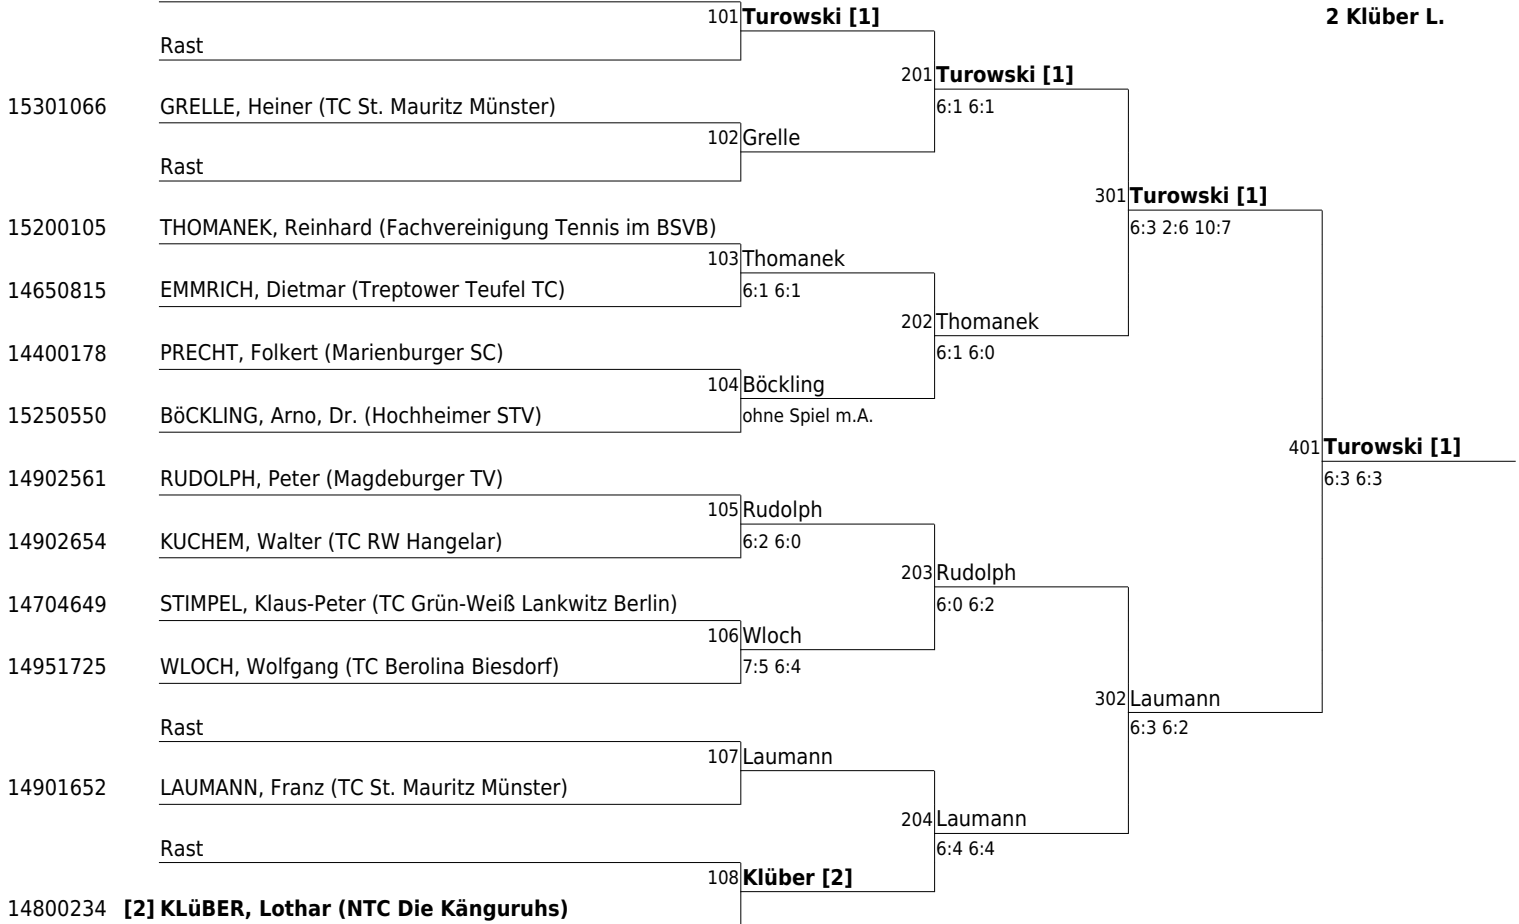 101 Turowski [1]
2 Klüber L.
Rast
201 Turowski [1]
15301066 GRELLE, Heiner (TC St. Mauritz Münster)
6:1 6:1
102 Grelle
Rast
301 Turowski [1]
15200105 THOMANEK, Reinhard (Fachvereinigung Tennis im BSVB)
6:3 2:6 10:7
103 Thomanek
14650815 EMMRICH, Dietmar (Treptower Teufel TC)
6:1 6:1
202 Thomanek
14400178 PRECHT, Folkert (Marienburger SC)
6:1 6:0
104 Böckling
15250550 BöCKLING, Arno, Dr. (Hochheimer STV)
ohne Spiel m.A.
401 Turowski [1]
14902561 RUDOLPH, Peter (Magdeburger TV)
6:3 6:3
105 Rudolph
14902654 KUCHEM, Walter (TC RW Hangelar)
6:2 6:0
203 Rudolph
14704649 STIMPEL, Klaus-Peter (TC Grün-Weiß Lankwitz Berlin)
6:0 6:2
106 Wloch
14951725 WLOCH, Wolfgang (TC Berolina Biesdorf)
7:5 6:4
302 Laumann
Rast
6:3 6:2
107 Laumann
14901652 LAUMANN, Franz (TC St. Mauritz Münster)
204 Laumann
Rast
6:4 6:4
108 Klüber [2]
14800234 [2] KLüBER, Lothar (NTC Die Känguruhs)